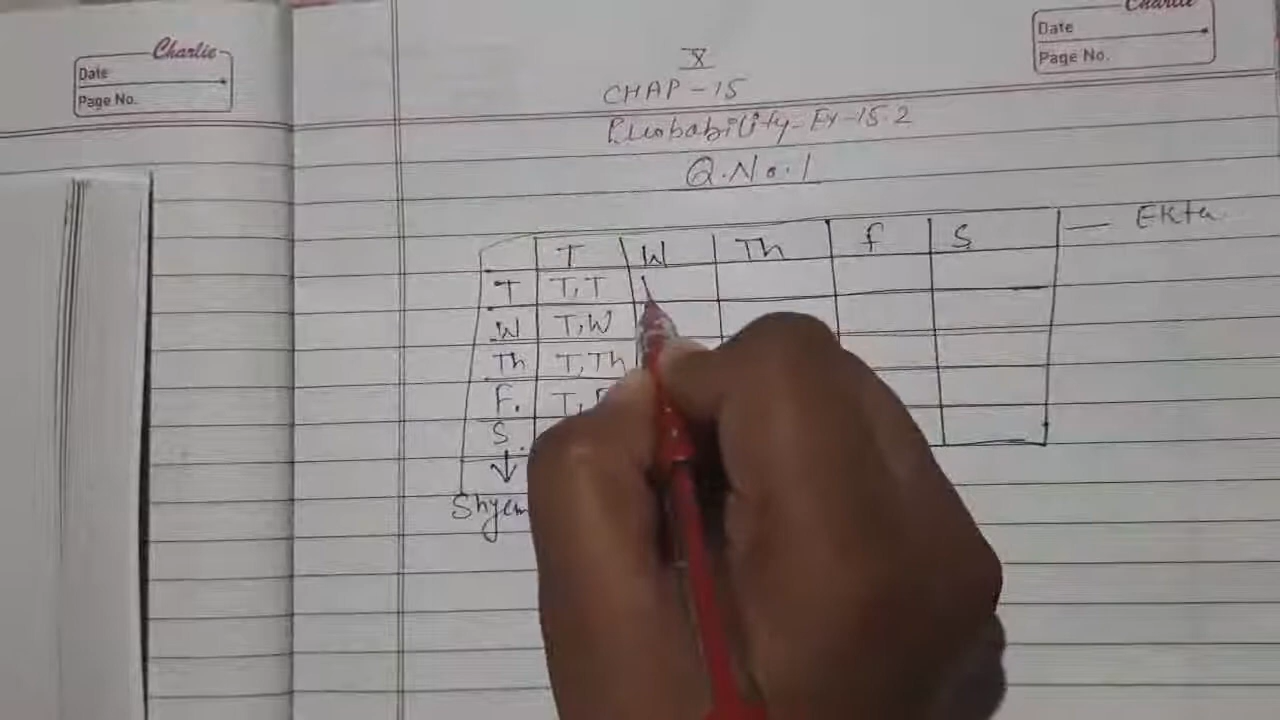 Charlie
Date
Page No.
Charlie
Date
Page No.
X
CHAP-15
Probability-Ex-15.2
Q.No.1
T W Th f S — Ekta
T T,T
W T,W
Th T,Th
F. T,
S
Shyam